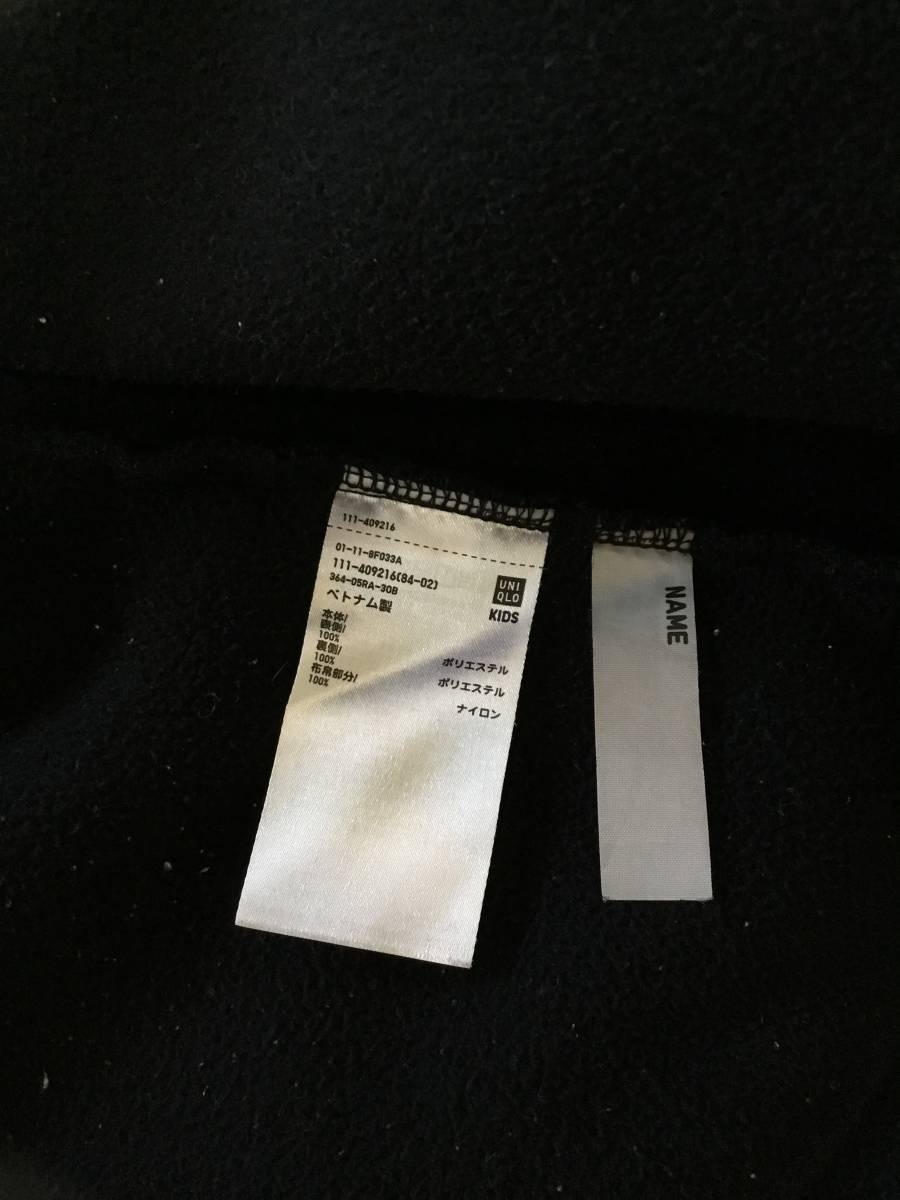 111-409216
01-11-8F033A
111-409216(84-02)
364-05RA-30B
ベトナム製
UNI
QLO
KIDS
本体/
表側/
100% ポリエステル
裏側/
100% ポリエステル
布帛部分/
100% ナイロン
NAME